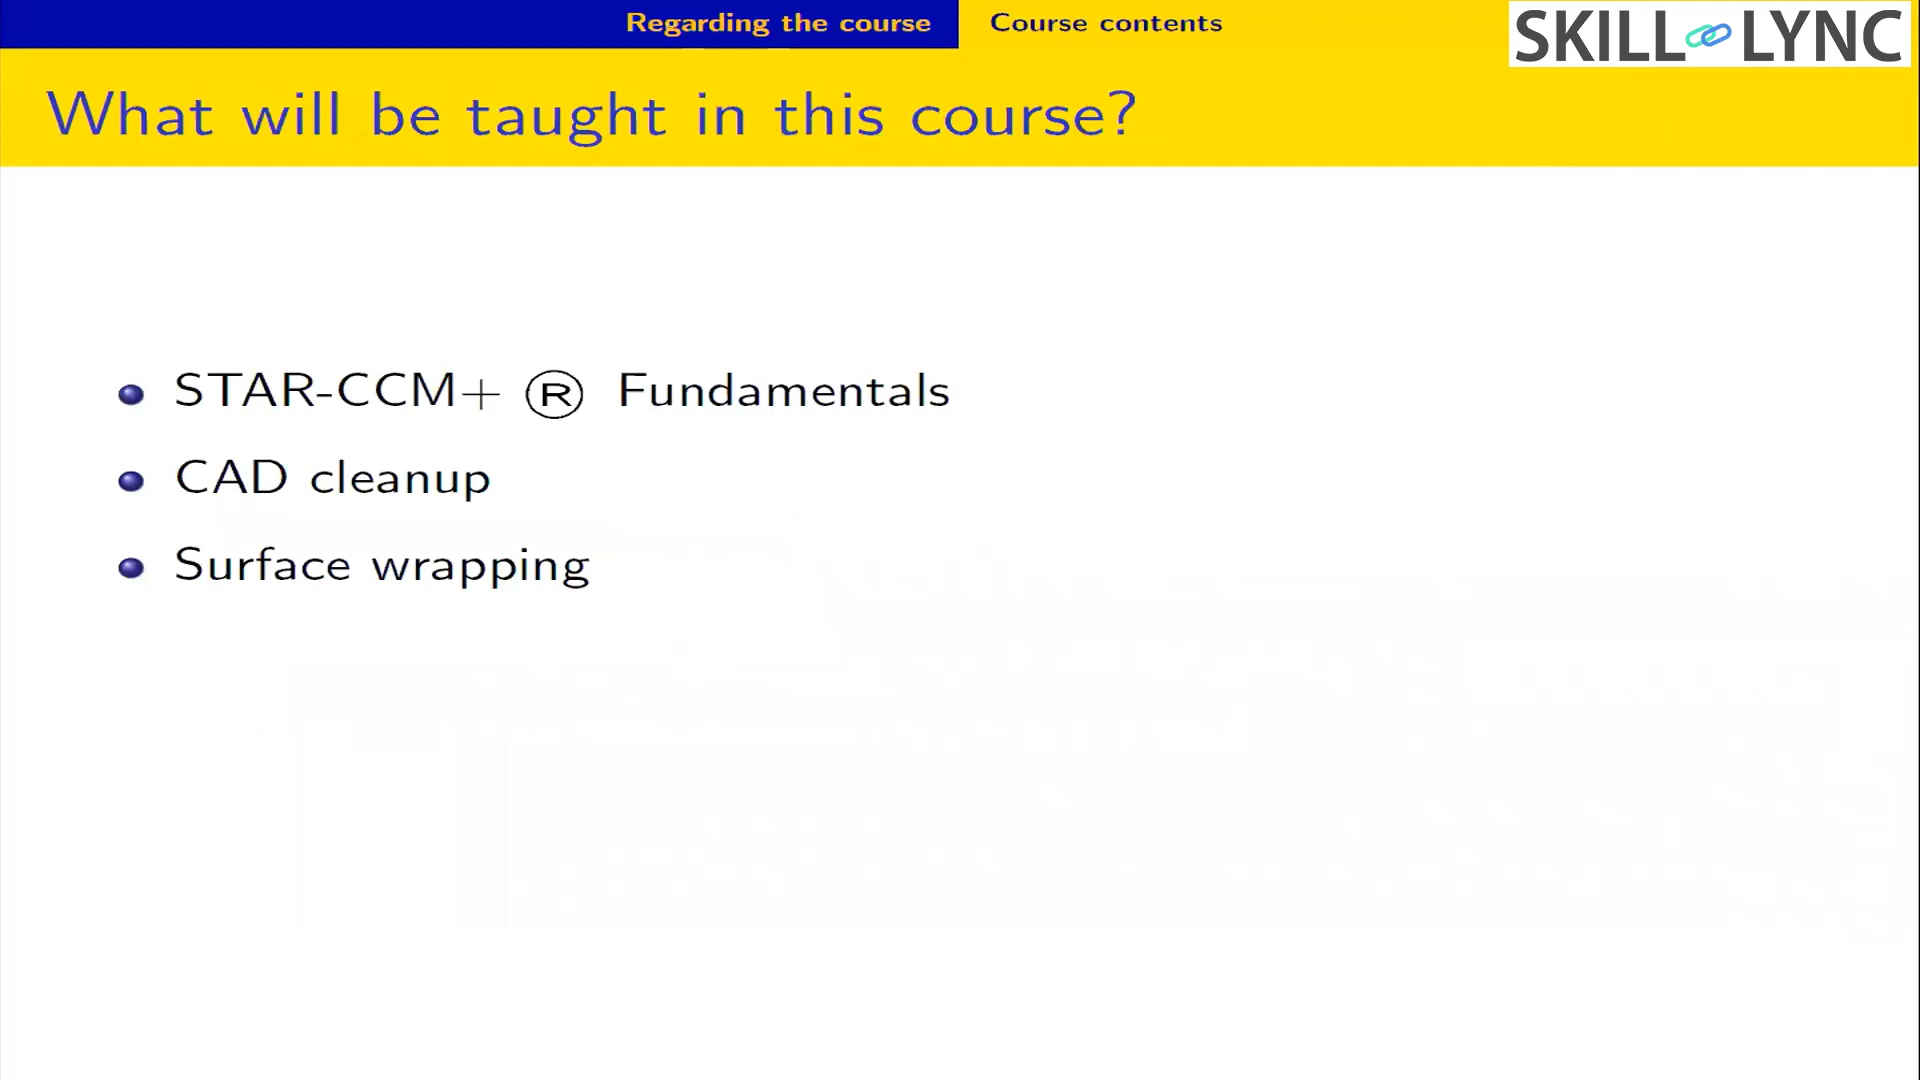 Regarding the course
Course contents
SKILL LYNC
What will be taught in this course?
STAR-CCM+ ® Fundamentals
CAD cleanup
Surface wrapping